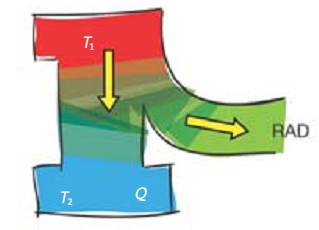 T₁
RAD
T₂ Q